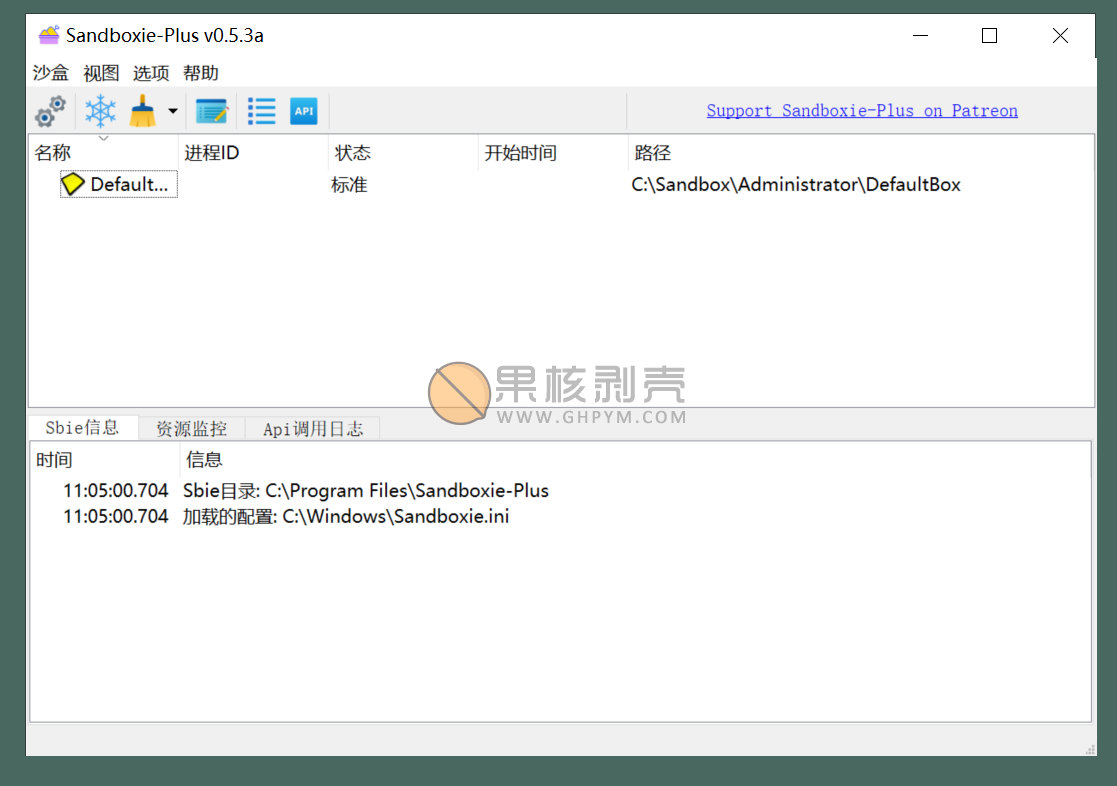 Sandboxie-Plus v0.5.3a
沙盒 视图 选项 帮助
API Support Sandboxie-Plus on Patreon
名称 进程ID 状态 开始时间 路径
Default... 标准 C:\Sandbox\Administrator\DefaultBox
果核剥壳
WWW.GHPYM.COM
Sbie信息 资源监控 Api调用日志
时间 信息
11:05:00.704 Sbie目录: C:\Program Files\Sandboxie-Plus
11:05:00.704 加载的配置: C:\Windows\Sandboxie.ini